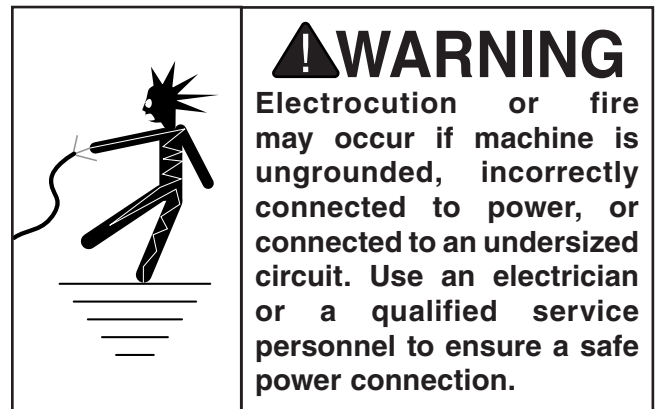 WARNING
Electrocution or fire
may occur if machine is
ungrounded, incorrectly
connected to power, or
connected to an undersized
circuit. Use an electrician
or a qualified service
personnel to ensure a safe
power connection.